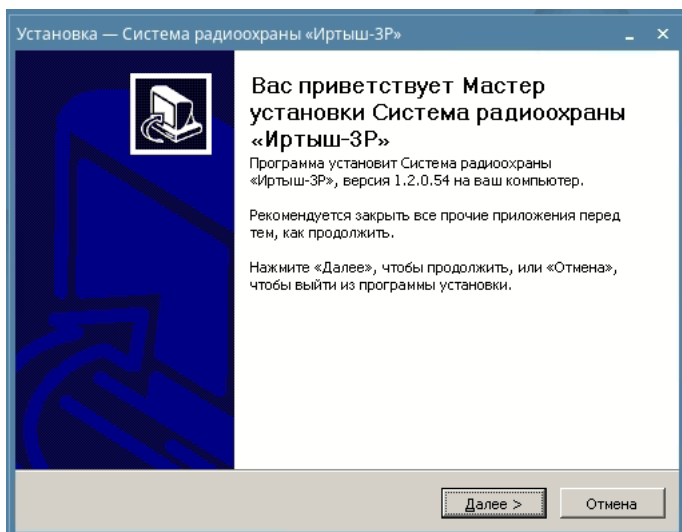 Установка — Система радиоохраны «Иртыш-3Р»
Вас приветствует Мастер
установки Система радиоохраны
«Иртыш-3Р»
Программа установит Система радиоохраны
«Иртыш-3Р», версия 1.2.0.54 на ваш компьютер.
Рекомендуется закрыть все прочие приложения перед
тем, как продолжить.
Нажмите «Далее», чтобы продолжить, или «Отмена»,
чтобы выйти из программы установки.
Далее >
Отмена